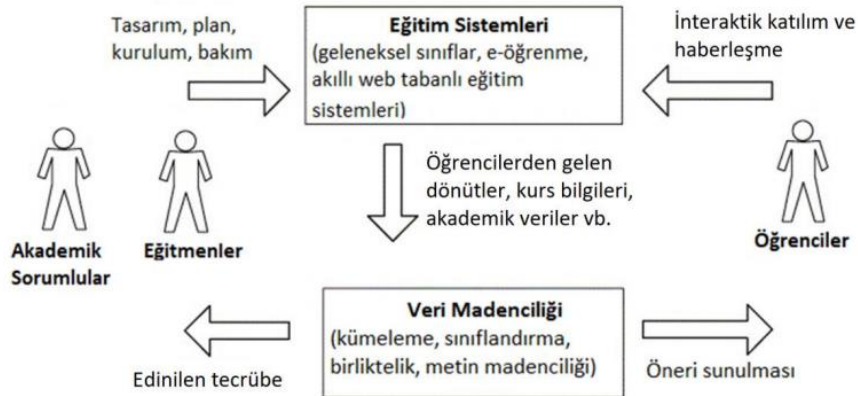 Tasarım, plan,
kurulum, bakım
Eğitim Sistemleri
(geleneksel sınıflar, e-öğrenme,
akıllı web tabanlı eğitim
sistemleri)
İnteraktik katılım ve
haberleşme
Öğrencilerden gelen
dönütler, kurs bilgileri,
akademik veriler vb.
Akademik
Sorumlular
Eğitmenler
Öğrenciler
Veri Madenciliği
(kümeleme, sınıflandırma,
birliktelik, metin madenciliği)
Edinilen tecrübe
Öneri sunulması